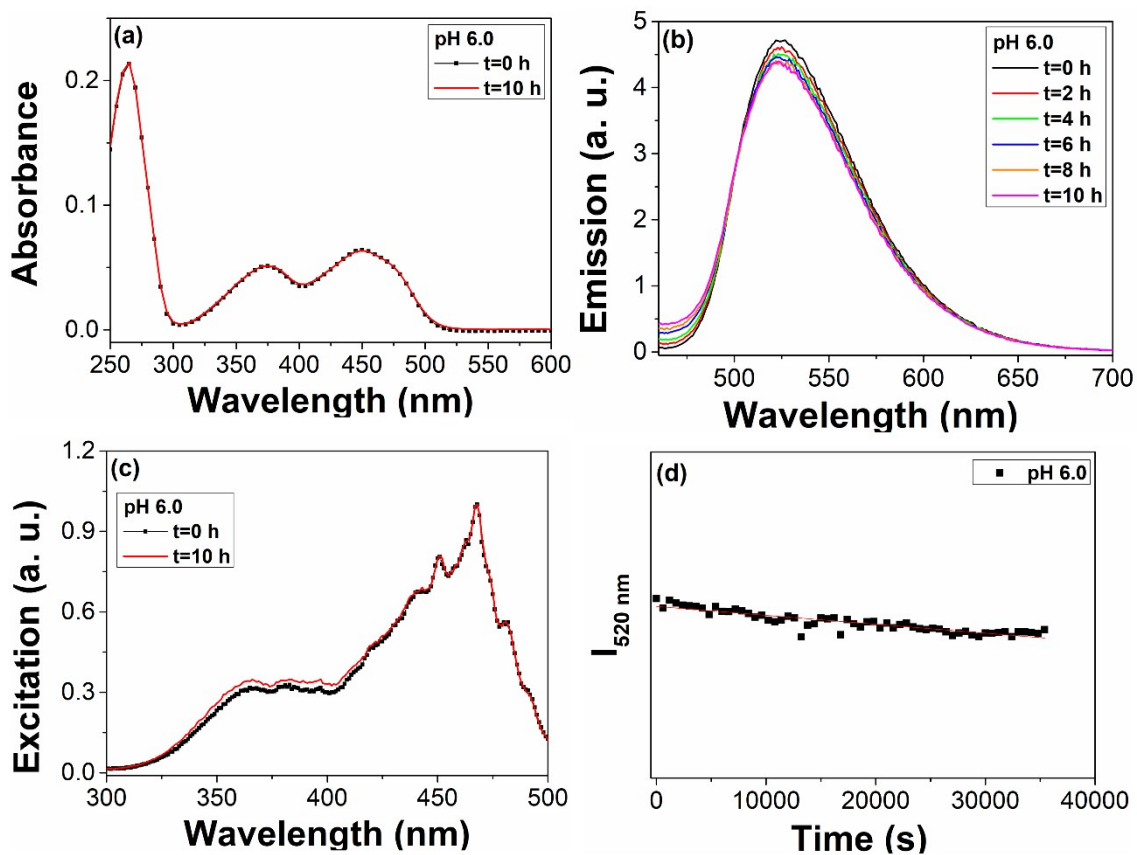 (a)
pH 6.0
t=0 h
t=10 h
0.2
0.1
0.0
Absorbance
250 300 350 400 450 500 550 600
Wavelength (nm)
(b)
pH 6.0
t=0 h
t=2 h
t=4 h
t=6 h
t=8 h
t=10 h
5
4
3
2
1
0
Emission (a. u.)
500 550 600 650 700
Wavelength (nm)
(c)
pH 6.0
t=0 h
t=10 h
1.2
0.9
0.6
0.3
0.0
Excitation (a. u.)
300 350 400 450 500
Wavelength (nm)
(d)
pH 6.0
I520 nm
0 10000 20000 30000 40000
Time (s)